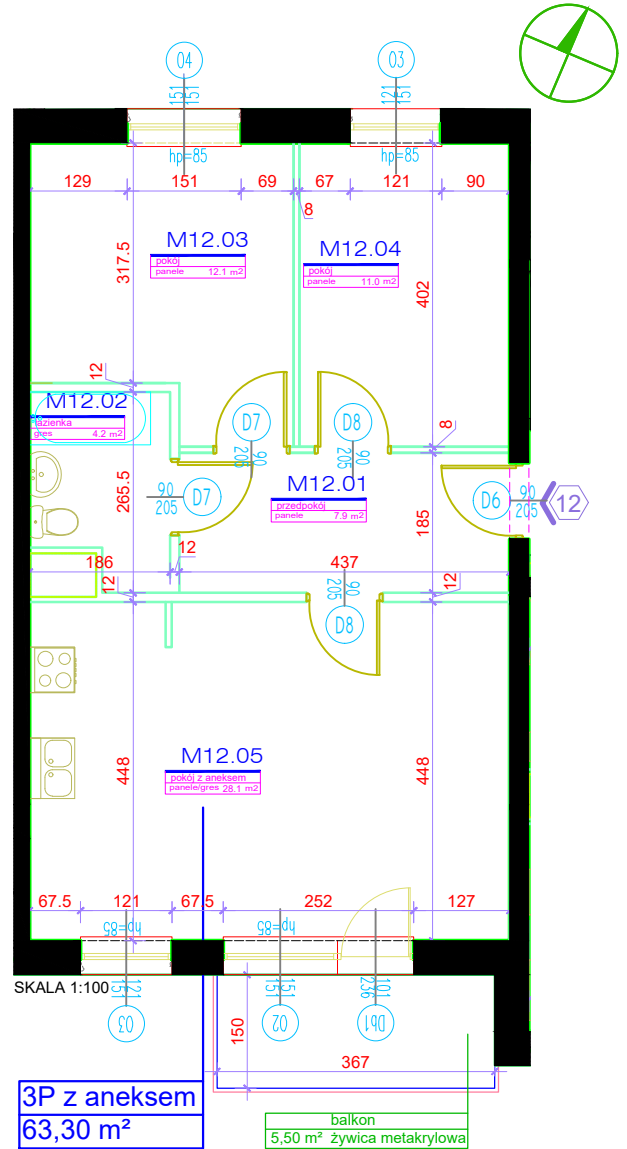 04
03
151
151
121
151
hp=85
hp=85
129
151
69
67
121
90
8
M12.03
pokój
panele 12.1 m2
M12.04
pokój
panele 11.0 m2
317.5
402
12
M12.02
łazienka
gres 4.2 m2
D7
90
205
D8
90
205
8
265.5
90
205
D7
M12.01
przedpokój
panele 7.9 m2
185
D6
90
205
12
186
12
437
12
90
205
12
D8
448
M12.05
pokój z aneksem
panele/gres 28.1 m2
448
67.5
121
67.5
252
127
hp=85
hp=85
SKALA 1:100
121
151
151
101
236
03
02
Db1
150
367
3P z aneksem
63,30 m²
balkon
5,50 m² żywica metakrylowa